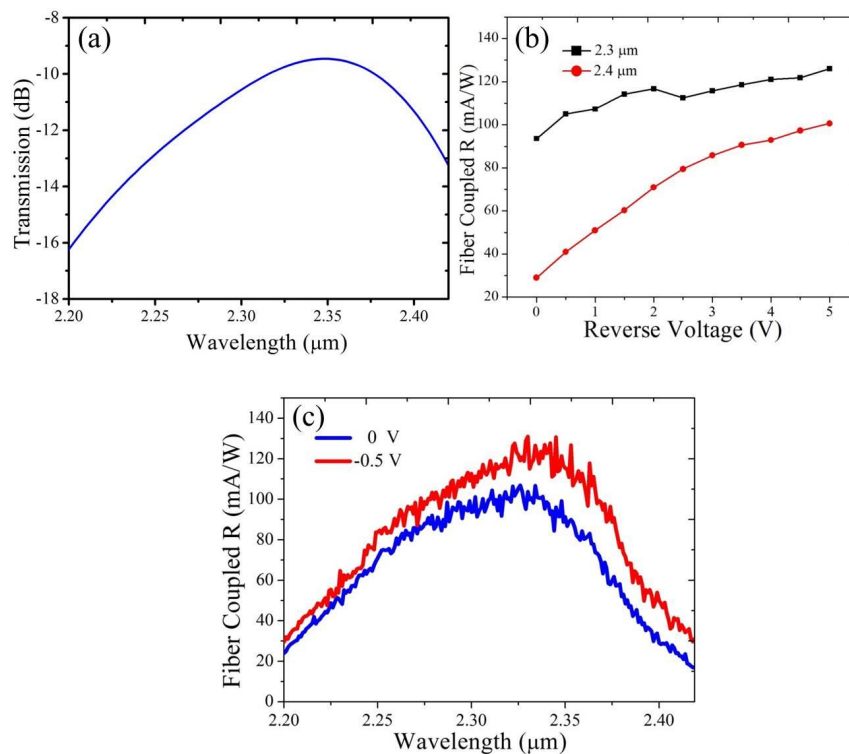 (a)
-8
-10
-12
-14
-16
-18
Transmission (dB)
2.20
2.25
2.30
2.35
2.40
Wavelength (μm)
(b)
2.3 μm
2.4 μm
140
120
100
80
60
40
20
Fiber Coupled R (mA/W)
0
1
2
3
4
5
Reverse Voltage (V)
(c)
0 V
-0.5 V
140
120
100
80
60
40
20
0
Fiber Coupled R (mA/W)
2.20
2.25
2.30
2.35
2.40
Wavelength (μm)